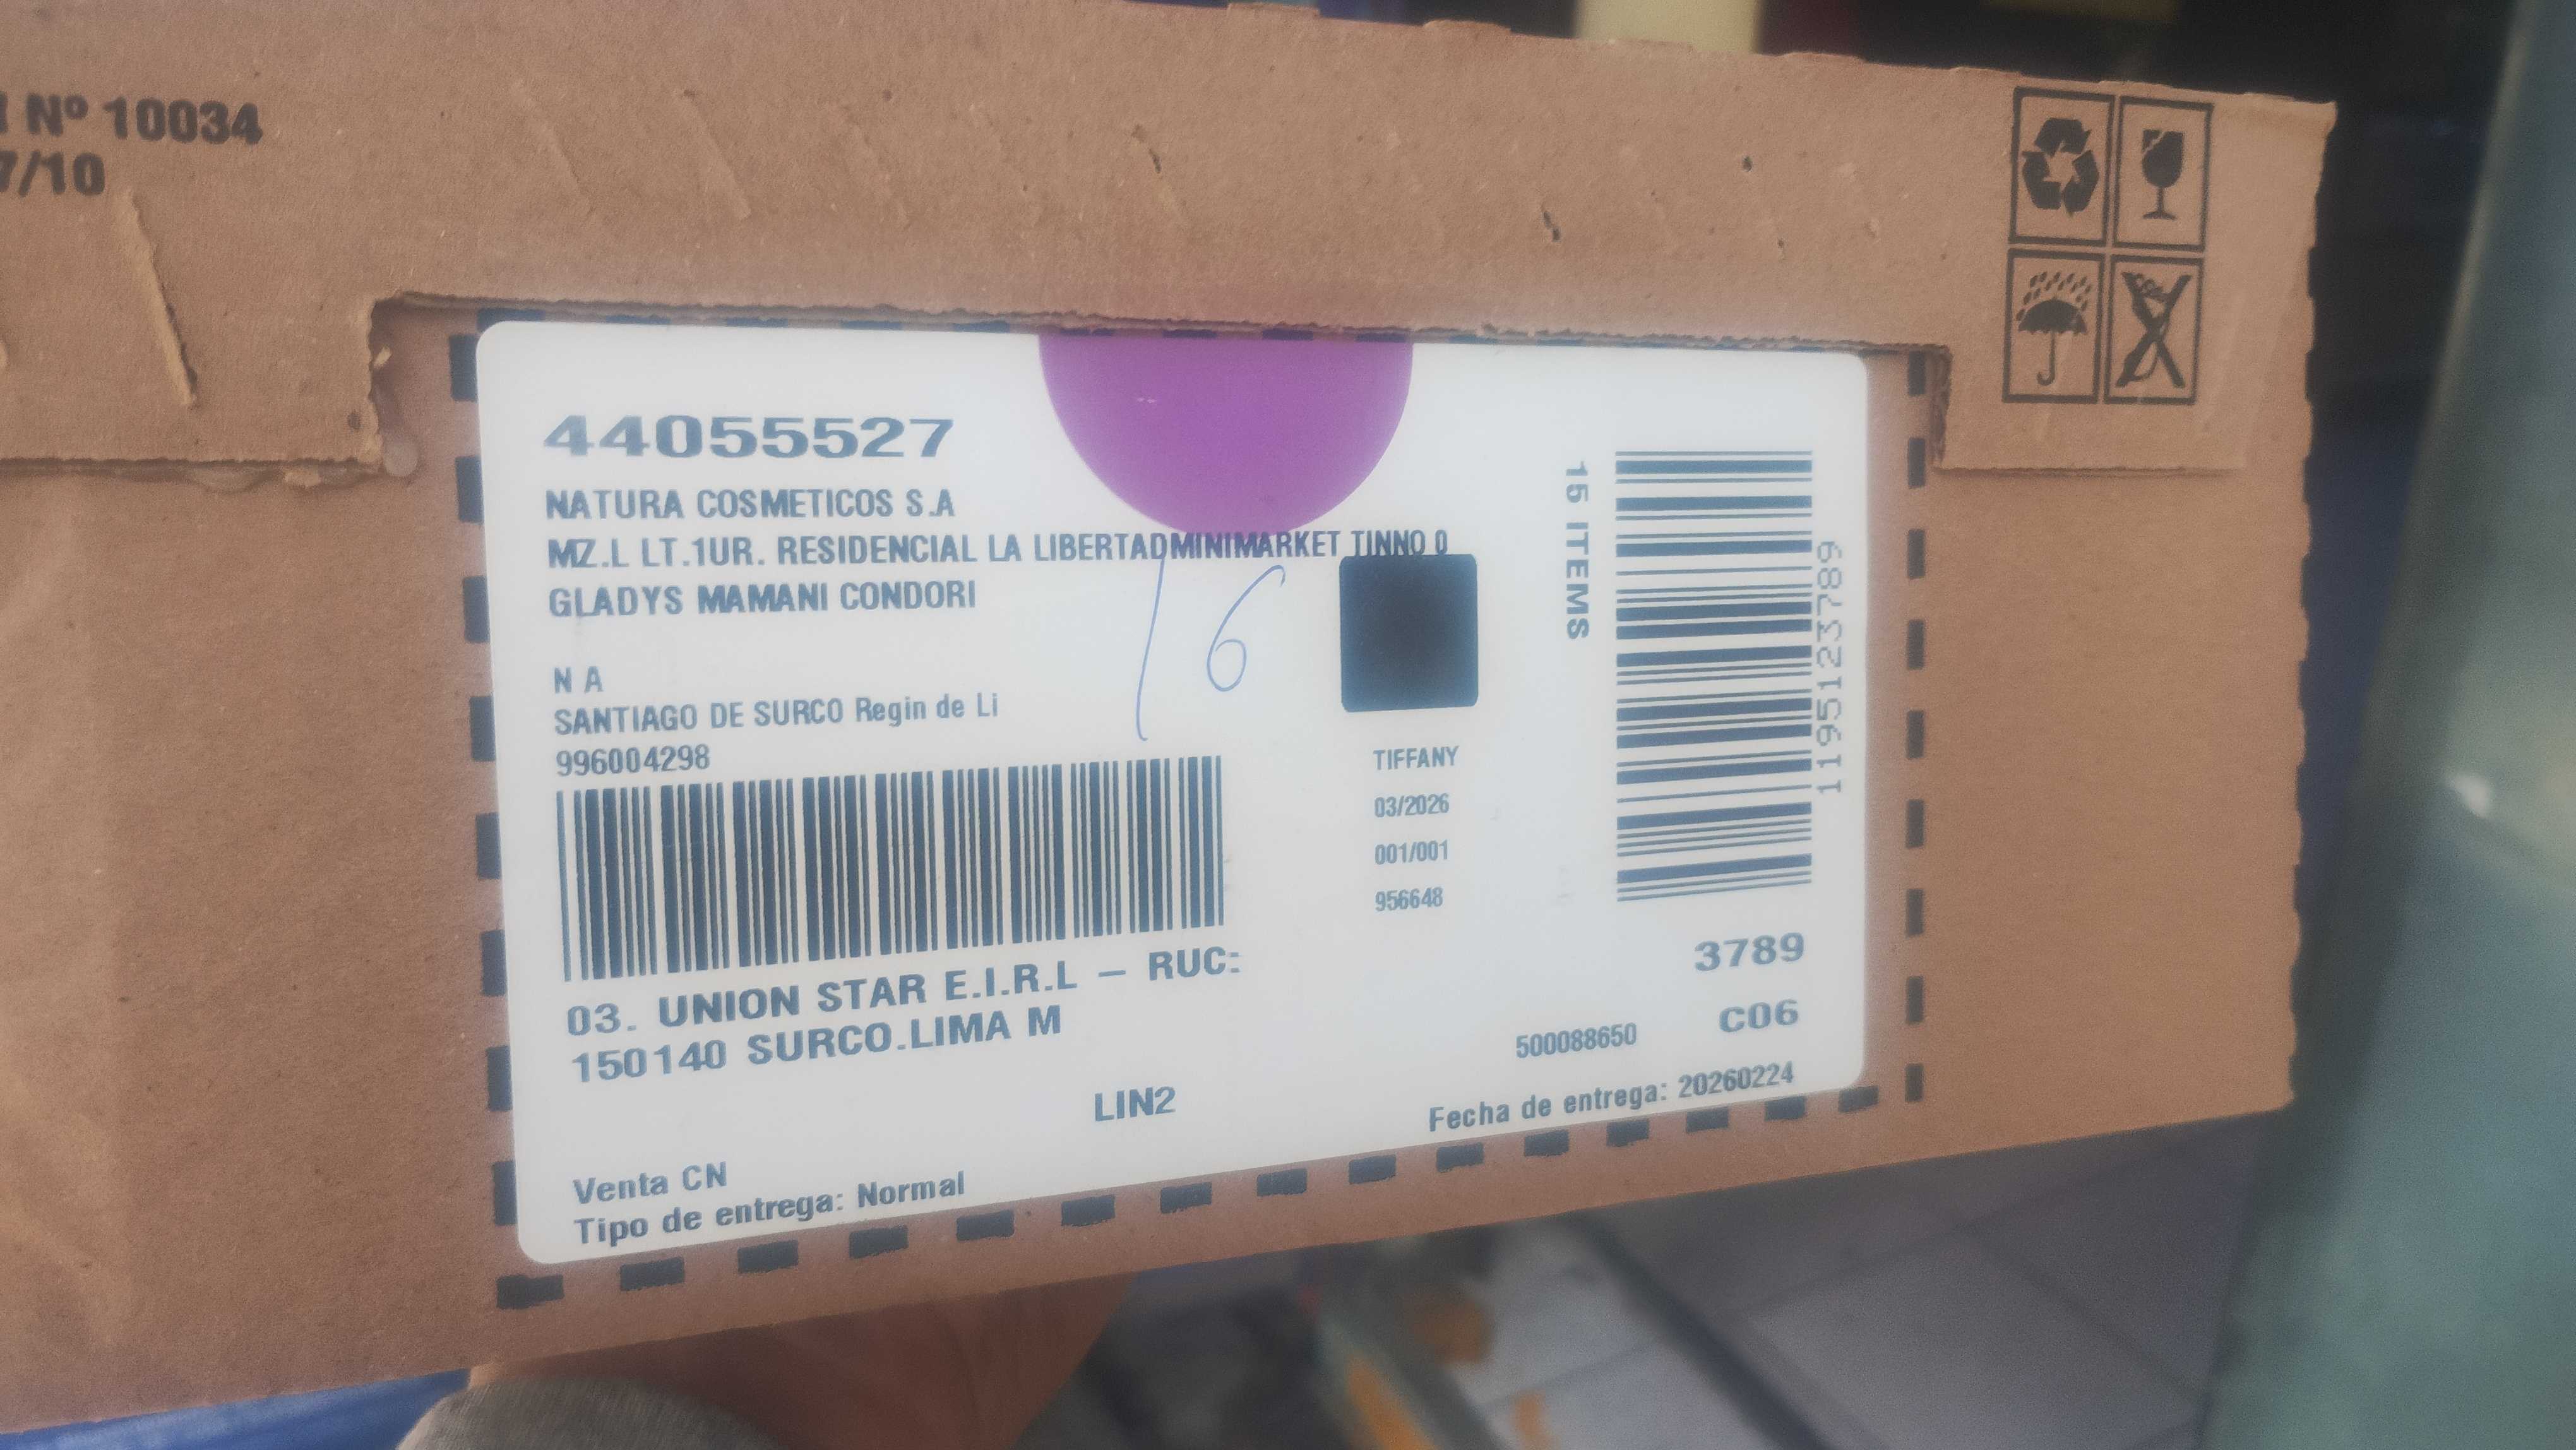 Nº 10034
7/10
44055527
NATURA COSMETICOS S.A
MZ.L LT.1UR. RESIDENCIAL LA LIBERTADMINIMARKET TINNO 0
GLADYS MAMANI CONDORI
16
N A
SANTIAGO DE SURCO Regin de Li
996004298
03. UNION STAR E.I.R.L – RUC:
150140 SURCO.LIMA M
LIN2
Venta CN
Tipo de entrega: Normal
TIFFANY
03/2026
001/001
956648
15 ITEMS
1195123789
3789
C06
500088650
Fecha de entrega: 20260224